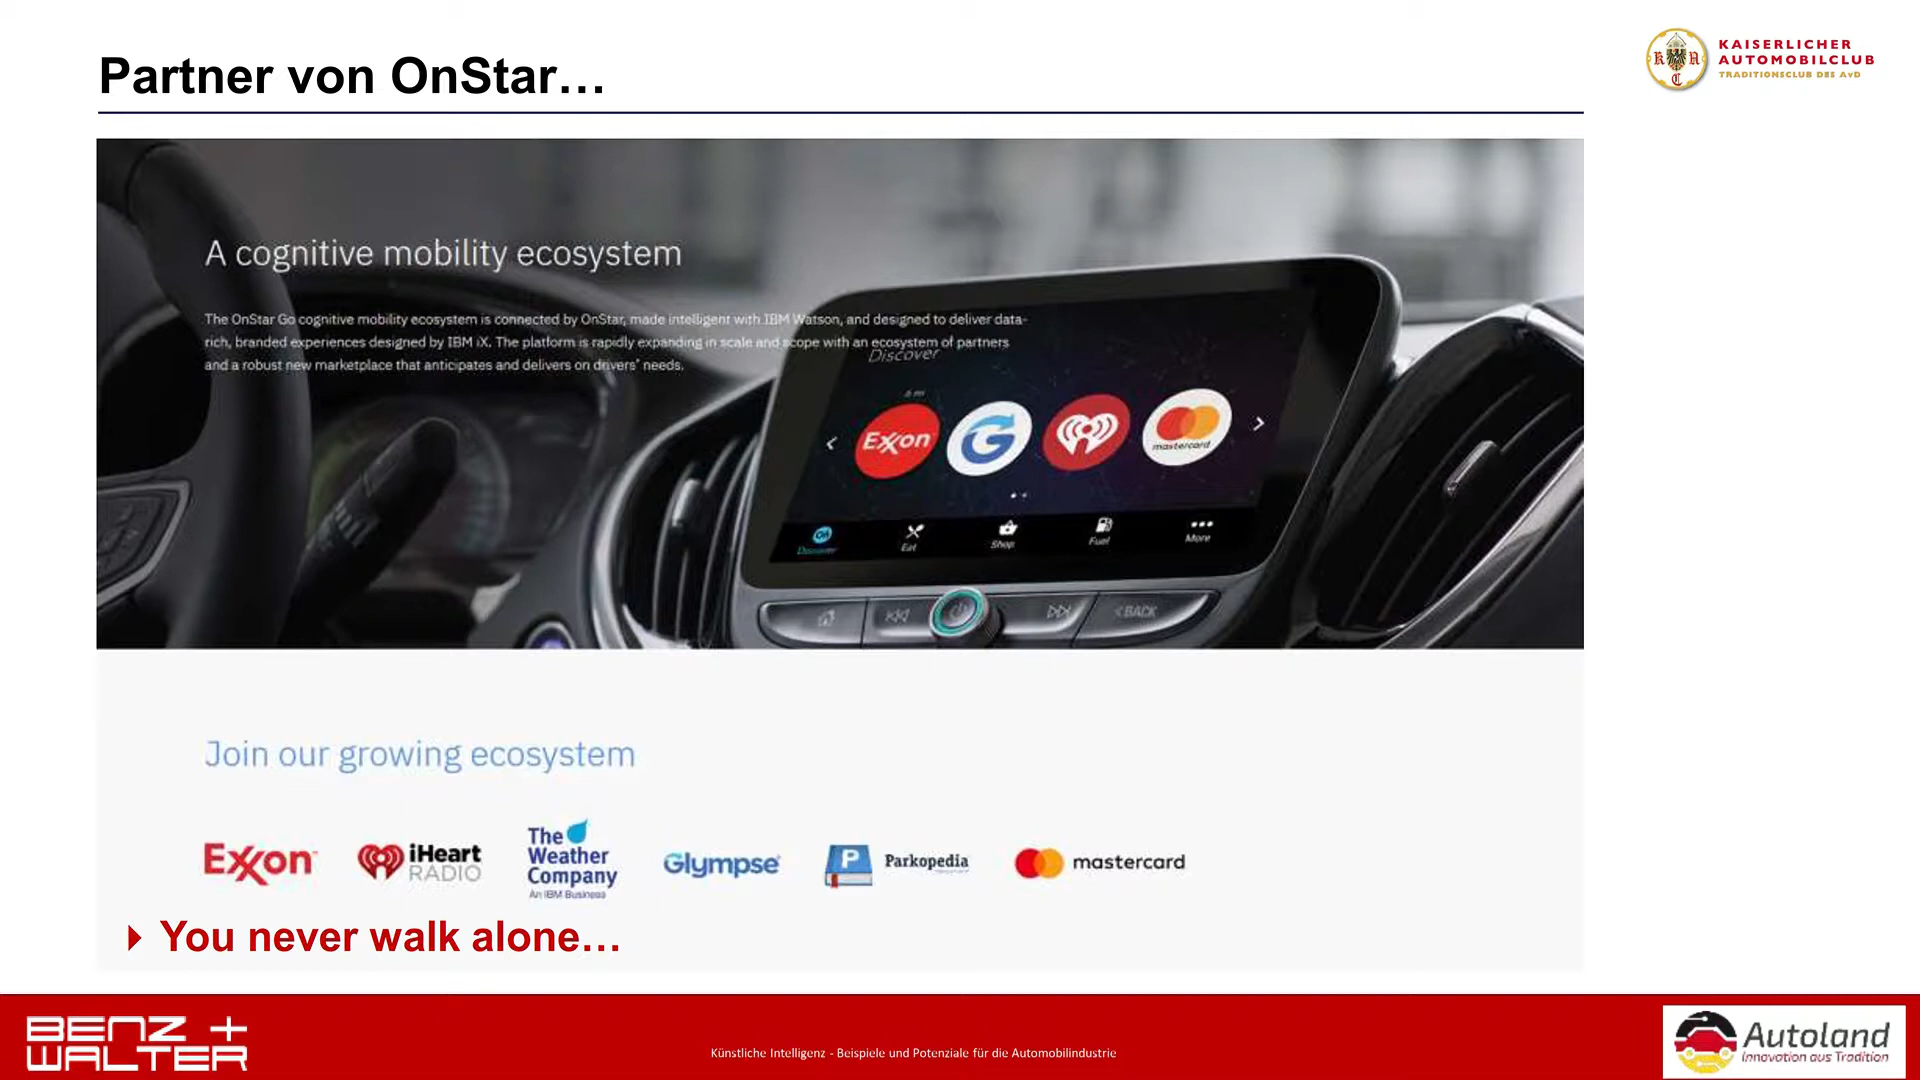 Partner von OnStar…
KAISERLICHER
AUTOMOBILCLUB
TRADITIONSCLUB DES AvD
K A C
A cognitive mobility ecosystem
The OnStar Go cognitive mobility ecosystem is connected by OnStar, made intelligent with IBM Watson, and designed to deliver data-
rich, branded experiences designed by IBM iX. The platform is rapidly expanding in scale and scope with an ecosystem of partners
and a robust new marketplace that anticipates and delivers on drivers' needs.
Discover
Exxon
G
mastercard
Discover
Eat
Shop
Fuel
More
< BACK
Join our growing ecosystem
Exxon
iHeart
RADIO
The
Weather
Company
An IBM Business
Glympse
P Parkopedia
mastercard
You never walk alone…
BENZ +
WALTER
Künstliche Intelligenz - Beispiele und Potenziale für die Automobilindustrie
Autoland
Innovation aus Tradition